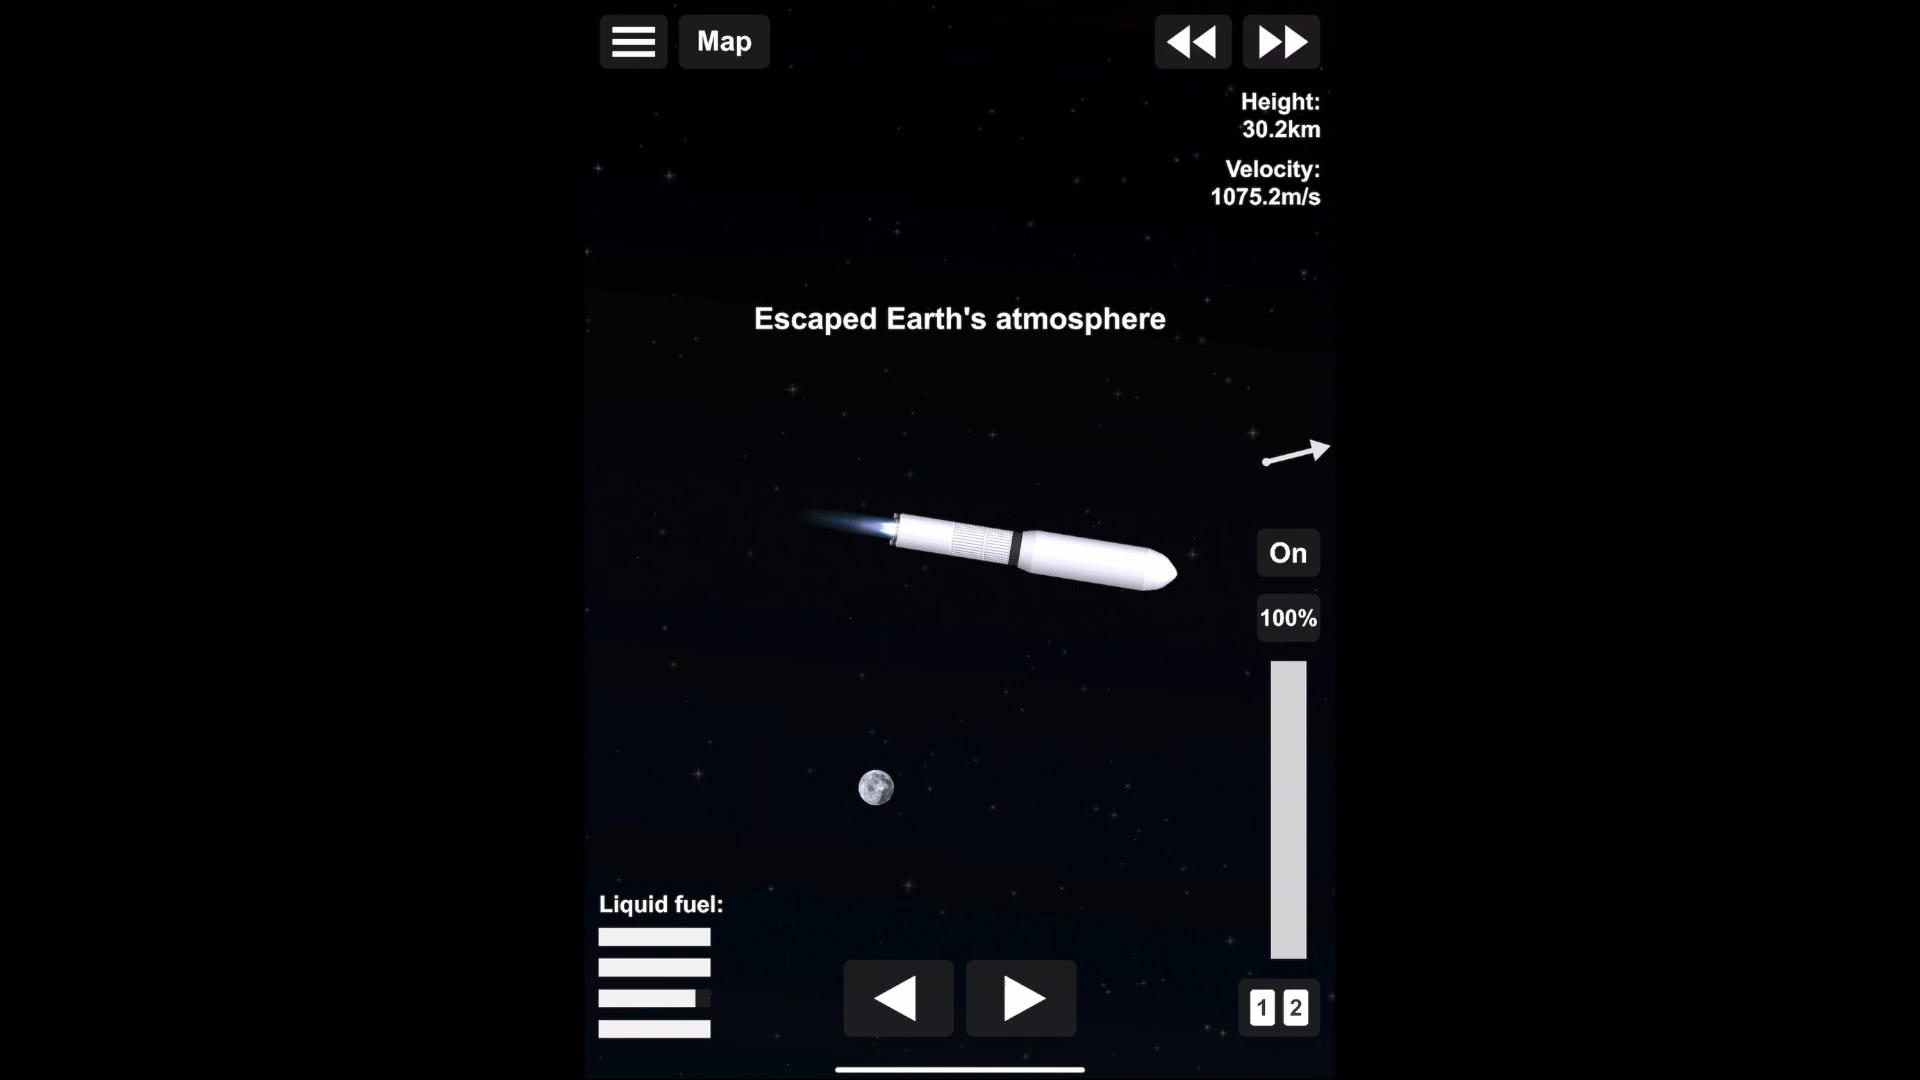 Map
Height:
30.2km
Velocity:
1075.2m/s
Escaped Earth's atmosphere
On
100%
Liquid fuel:
1 2